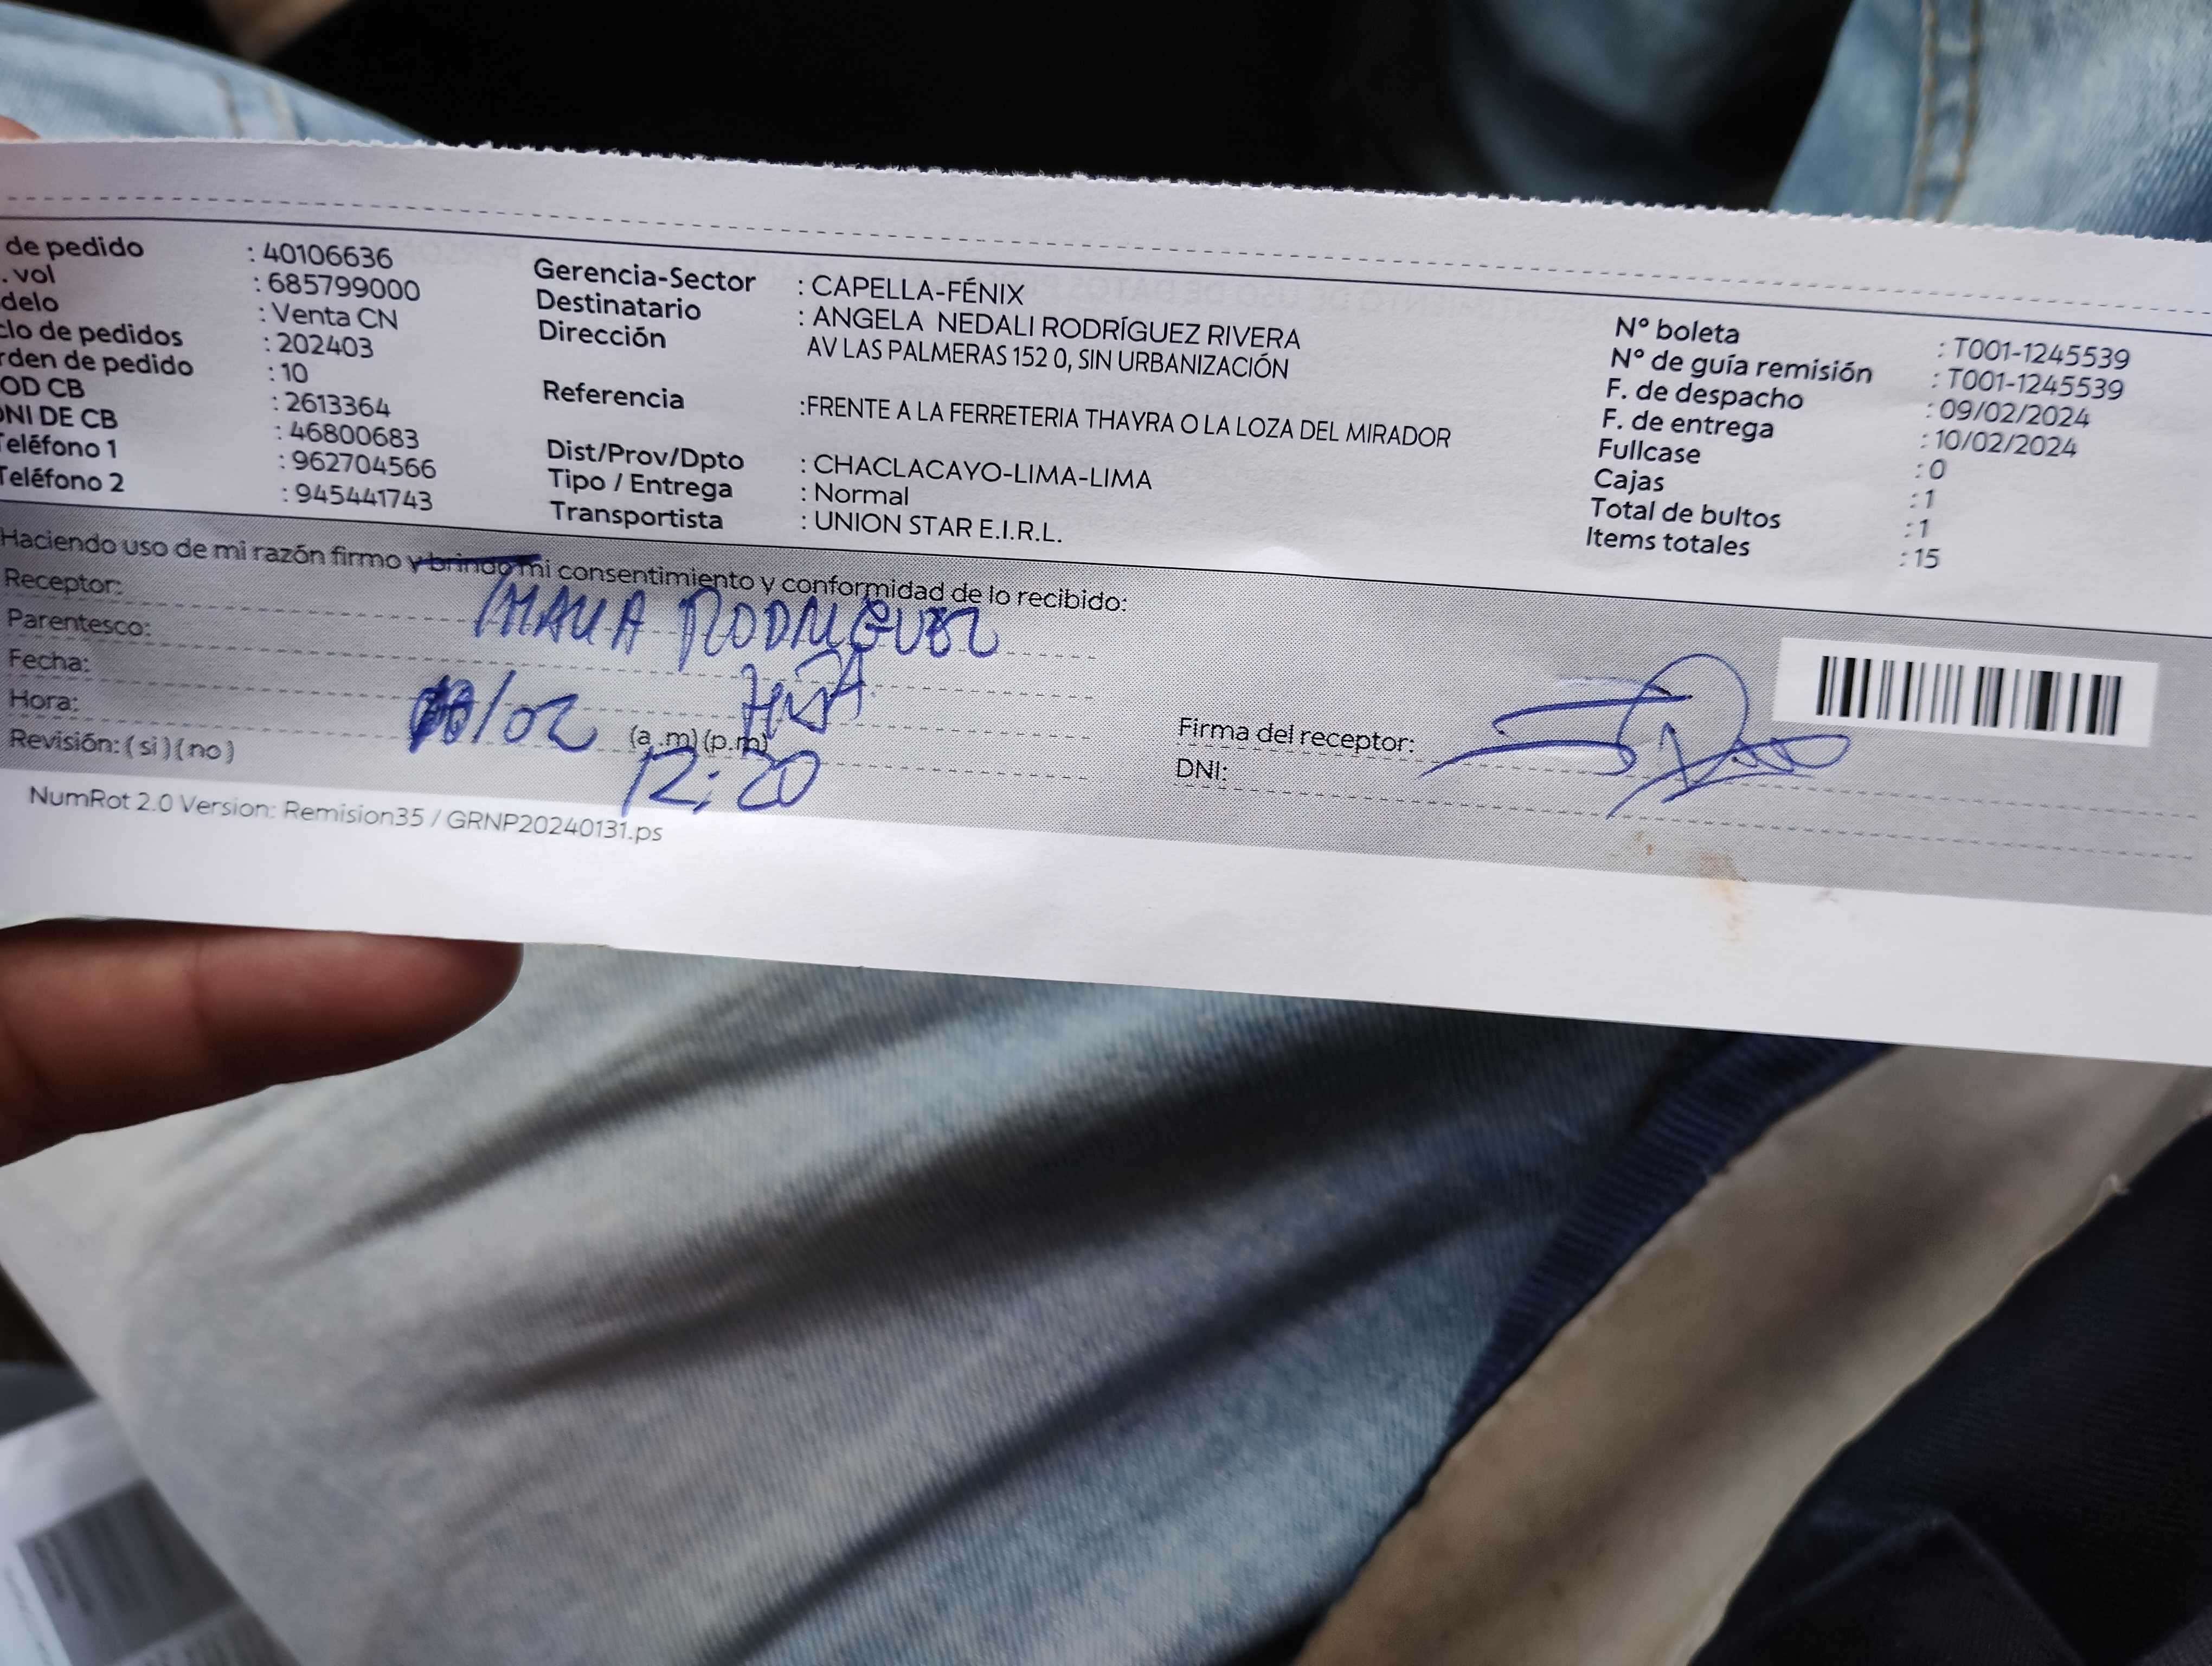 de pedido : 40106636
. vol : 685799000
delo : Venta CN
clo de pedidos : 202403
rden de pedido : 10
OD CB : 2613364
DNI DE CB : 46800683
Teléfono 1 : 962704566
Teléfono 2 : 945441743
Gerencia-Sector : CAPELLA-FÉNIX
Destinatario : ANGELA NEDALI RODRÍGUEZ RIVERA
Dirección AV LAS PALMERAS 152 0, SIN URBANIZACIÓN
Referencia :FRENTE A LA FERRETERIA THAYRA O LA LOZA DEL MIRADOR
Dist/Prov/Dpto : CHACLACAYO-LIMA-LIMA
Tipo / Entrega : Normal
Transportista : UNION STAR E.I.R.L.
N° boleta : T001-1245539
N° de guía remisión : T001-1245539
F. de despacho : 09/02/2024
F. de entrega : 10/02/2024
Fullcase : 0
Cajas : 1
Total de bultos : 1
Items totales : 15
Haciendo uso de mi razón firmo y brindo mi consentimiento y conformidad de lo recibido:
Receptor: RODRIGUEZ
Parentesco: HIJA
Fecha: /02
Hora: (a.m)(p.m) 12:20
Revisión: (si)(no)
Firma del receptor:
DNI:
NumRot 2.0 Version: Remision35 / GRNP20240131.ps